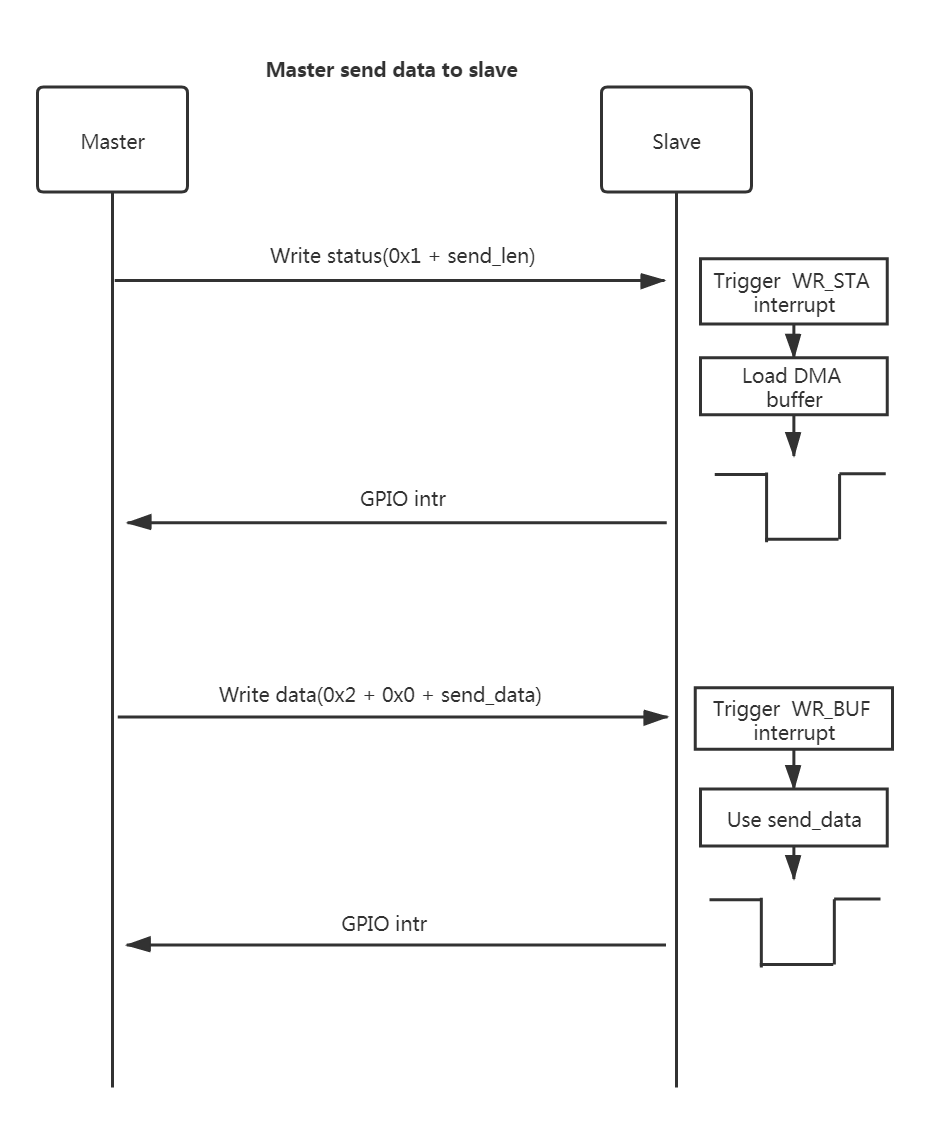 Master send data to slave
Master
Slave
Write status(0x1 + send_len)
Trigger  WR_STA
interrupt
Load DMA
buffer
GPIO intr
Write data(0x2 + 0x0 + send_data)
Trigger  WR_BUF
interrupt
Use send_data
GPIO intr